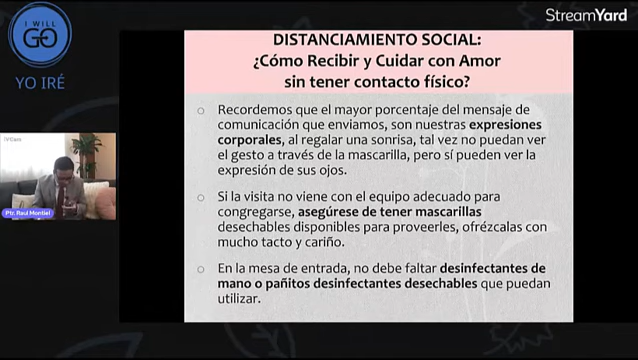 I WILL
GO
YO IRÉ
StreamYard
DISTANCIAMIENTO SOCIAL:
¿Cómo Recibir y Cuidar con Amor
sin tener contacto físico?
Recordemos que el mayor porcentaje del mensaje de
comunicación que enviamos, son nuestras expresiones
corporales, al regalar una sonrisa, tal vez no puedan ver
el gesto a través de la mascarilla, pero sí pueden ver la
expresión de sus ojos.
Si la visita no viene con el equipo adecuado para
congregarse, asegúrese de tener mascarillas
desechables disponibles para proveerles, ofrézcalas con
mucho tacto y cariño.
En la mesa de entrada, no debe faltar desinfectantes de
mano o pañitos desinfectantes desechables que puedan
utilizar.
Ptr. Raul Montiel